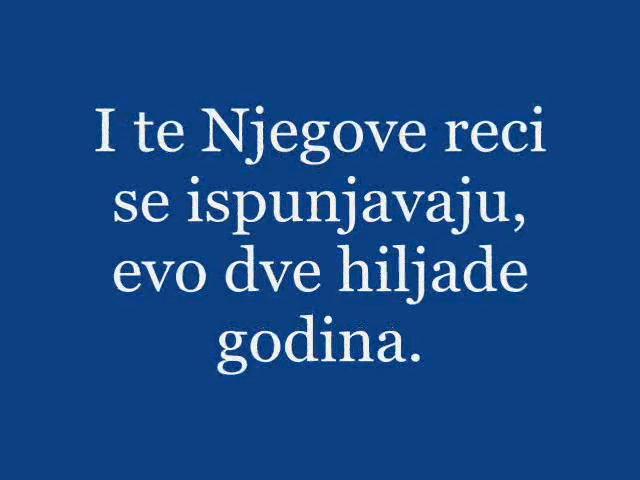 I te Njegove reci
se ispunjavaju,
evo dve hiljade
godina.